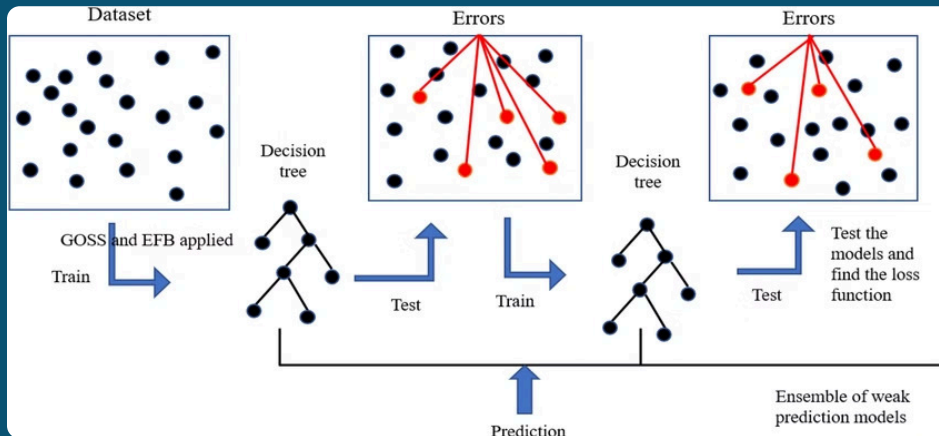 Dataset
Errors
Errors
Decision
tree
Decision
tree
GOSS and EFB applied
Train
Test
Train
Test
Test the
models and
find the loss
function
Prediction
Ensemble of weak
prediction models